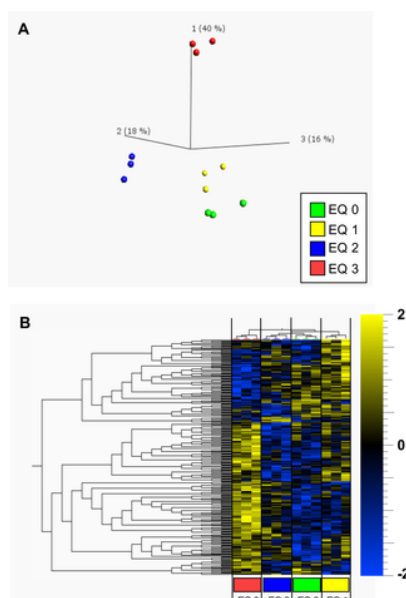 A
1 (40 %)
2 (18 %)
3 (16 %)
EQ 0
EQ 1
EQ 2
EQ 3
B
2
0
-2